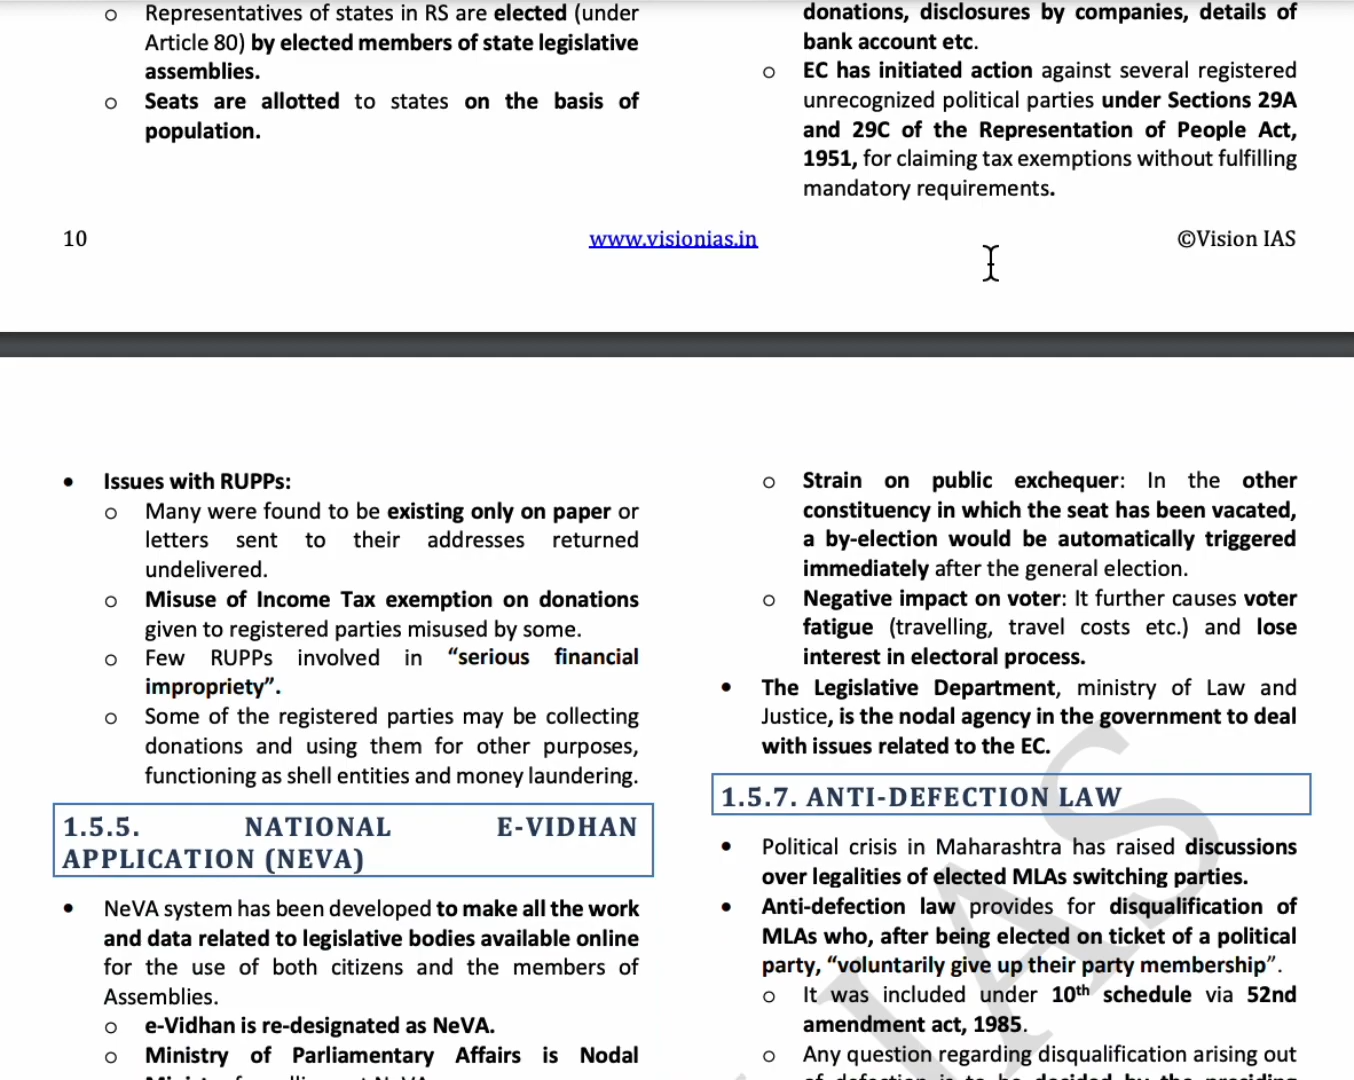 o Representatives of states in RS are elected (under
Article 80) by elected members of state legislative
assemblies.
o Seats are allotted to states on the basis of
population.
donations, disclosures by companies, details of
bank account etc.
o EC has initiated action against several registered
unrecognized political parties under Sections 29A
and 29C of the Representation of People Act,
1951, for claiming tax exemptions without fulfilling
mandatory requirements.
10 www.visionias.in ©Vision IAS
• Issues with RUPPs:
o Many were found to be existing only on paper or
letters sent to their addresses returned
undelivered.
o Misuse of Income Tax exemption on donations
given to registered parties misused by some.
o Few RUPPs involved in “serious financial
impropriety”.
o Some of the registered parties may be collecting
donations and using them for other purposes,
functioning as shell entities and money laundering.
1.5.5. NATIONAL E-VIDHAN
APPLICATION (NEVA)
• NeVA system has been developed to make all the work
and data related to legislative bodies available online
for the use of both citizens and the members of
Assemblies.
o e-Vidhan is re-designated as NeVA.
o Ministry of Parliamentary Affairs is Nodal
o Strain on public exchequer: In the other
constituency in which the seat has been vacated,
a by-election would be automatically triggered
immediately after the general election.
o Negative impact on voter: It further causes voter
fatigue (travelling, travel costs etc.) and lose
interest in electoral process.
• The Legislative Department, ministry of Law and
Justice, is the nodal agency in the government to deal
with issues related to the EC.
1.5.7. ANTI-DEFECTION LAW
• Political crisis in Maharashtra has raised discussions
over legalities of elected MLAs switching parties.
• Anti-defection law provides for disqualification of
MLAs who, after being elected on ticket of a political
party, “voluntarily give up their party membership”.
o It was included under 10th schedule via 52nd
amendment act, 1985.
o Any question regarding disqualification arising out
of defection is to be decided by the presiding
IAS